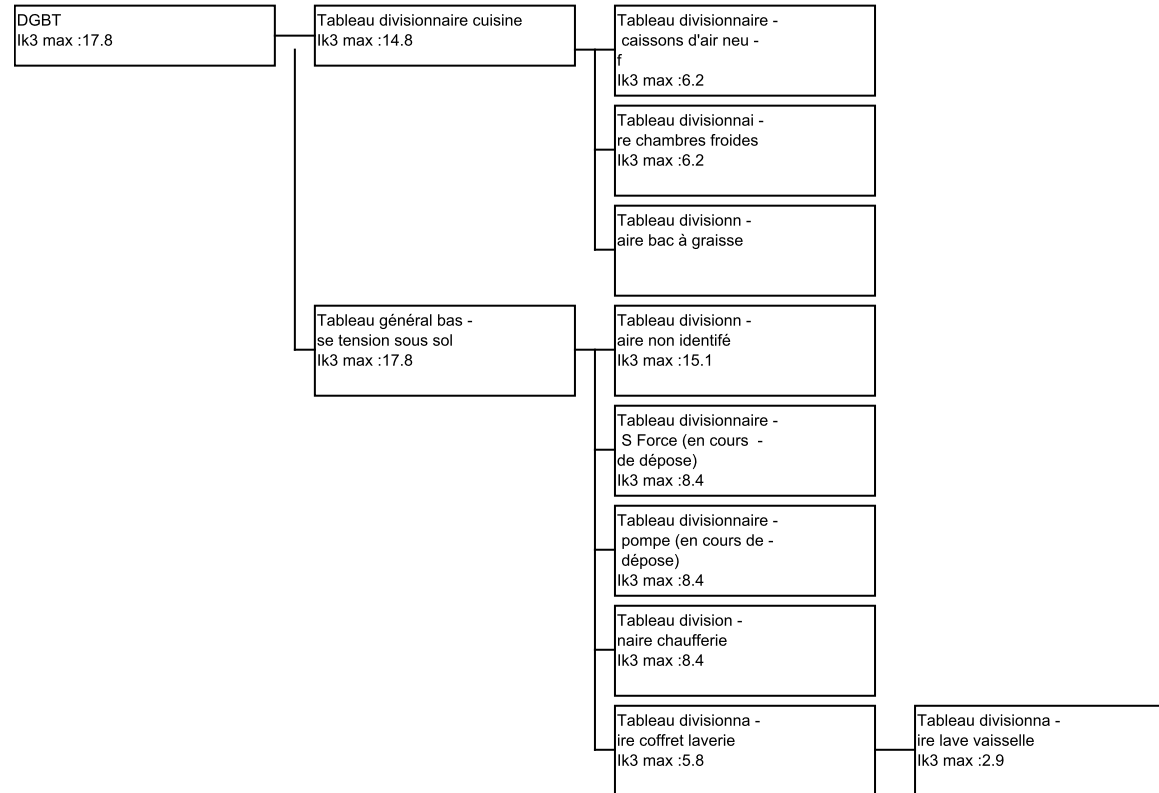 DGBT
Ik3 max :17.8
Tableau divisionnaire cuisine
Ik3 max :14.8
Tableau divisionnaire -
caissons d'air neu -
f
Ik3 max :6.2
Tableau divisionnai -
re chambres froides
Ik3 max :6.2
Tableau divisionn -
aire bac à graisse
Tableau général bas -
se tension sous sol
Ik3 max :17.8
Tableau divisionn -
aire non identifé
Ik3 max :15.1
Tableau divisionnaire -
S Force (en cours -
de dépose)
Ik3 max :8.4
Tableau divisionnaire -
pompe (en cours de -
dépose)
Ik3 max :8.4
Tableau division -
naire chaufferie
Ik3 max :8.4
Tableau divisionna -
ire coffret laverie
Ik3 max :5.8
Tableau divisionna -
ire lave vaisselle
Ik3 max :2.9